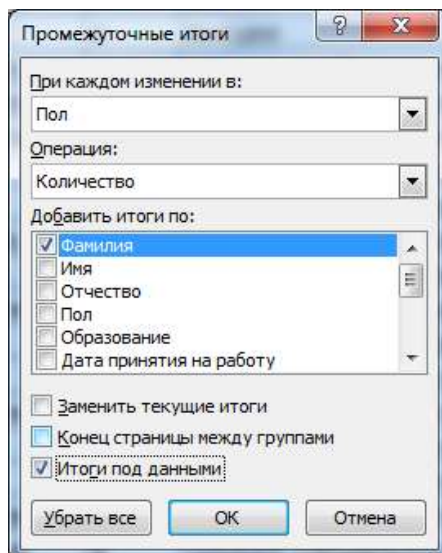 Промежуточные итоги
При каждом изменении в:
Пол
Операция:
Количество
Добавить итоги по:
Фамилия
Имя
Отчество
Пол
Образование
Дата принятия на работу
Заменить текущие итоги
Конец страницы между группами
Итоги под данными
Убрать все ОК Отмена